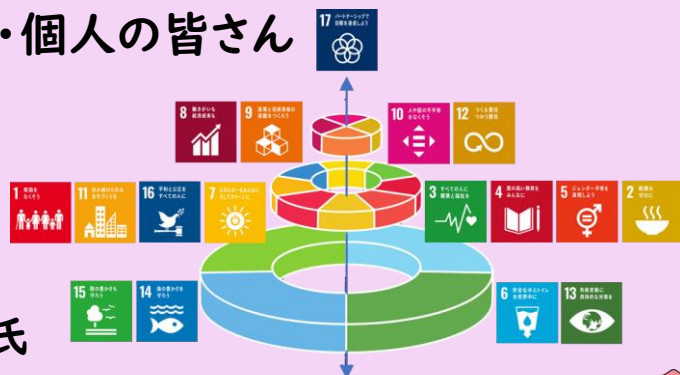 ・個人の皆さん
17 パートナーシップで
目標を達成しよう
8 働きがいも
経済成長も
9 産業と技術革新の
基盤をつくろう
10 人や国の不平等
をなくそう
12 つくる責任
つかう責任
1 貧困を
なくそう
11 住み続けられる
まちづくりを
16 平和と公正を
すべての人に
7 エネルギーをみんなに
そしてクリーンに
3 すべての人に
健康と福祉を
4 質の高い教育を
みんなに
5 ジェンダー平等を
実現しよう
2 飢餓を
ゼロに
15 陸の豊かさも
守ろう
14 海の豊かさを
守ろう
6 安全な水とトイレ
を世界中に
13 気候変動に
具体的な対策を
氏